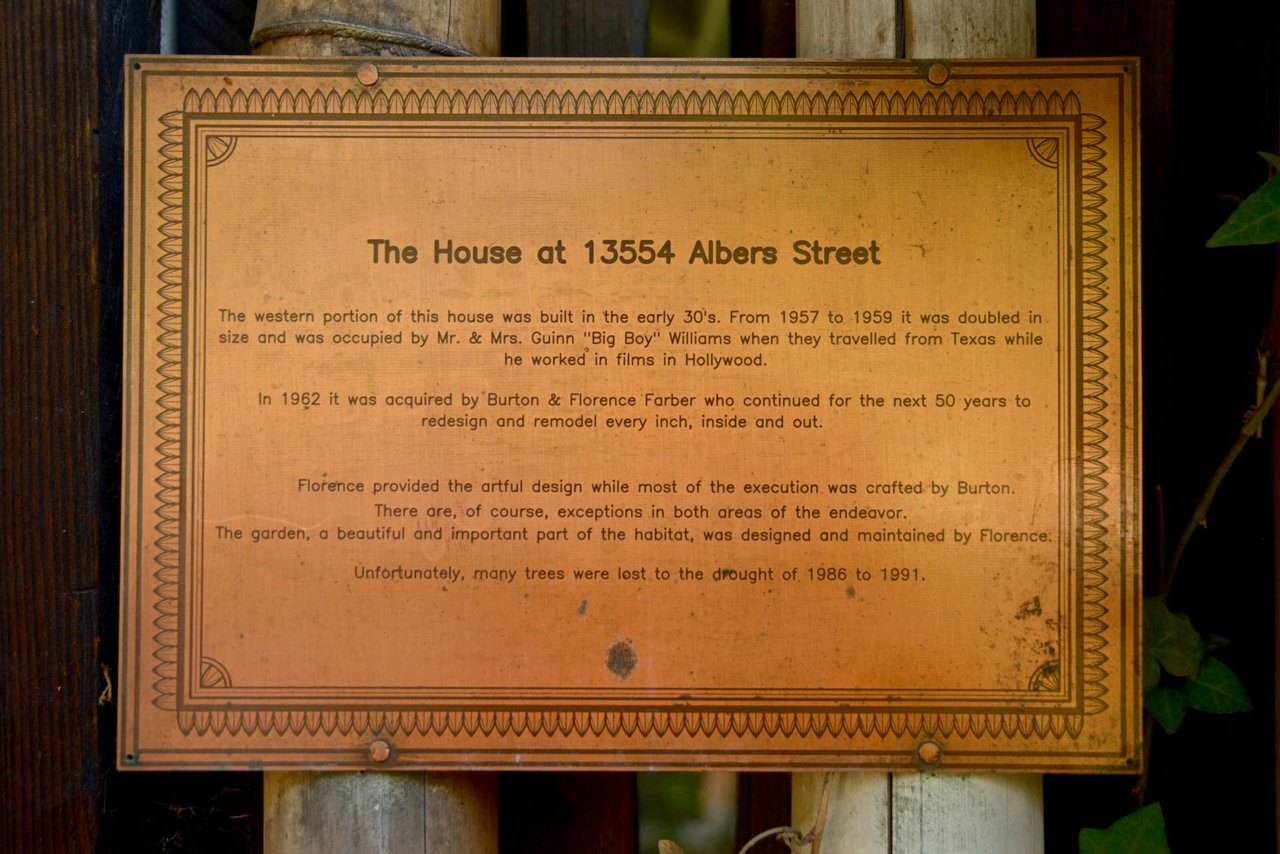 The House at 13554 Albers Street
The western portion of this house was built in the early 30's. From 1957 to 1959 it was doubled in
size and was occupied by Mr. & Mrs. Guinn "Big Boy" Williams when they travelled from Texas while
he worked in films in Hollywood.
In 1962 it was acquired by Burton & Florence Farber who continued for the next 50 years to
redesign and remodel every inch, inside and out.
Florence provided the artful design while most of the execution was crafted by Burton.
There are, of course, exceptions in both areas of the endeavor.
The garden, a beautiful and important part of the habitat, was designed and maintained by Florence.
Unfortunately, many trees were lost to the drought of 1986 to 1991.